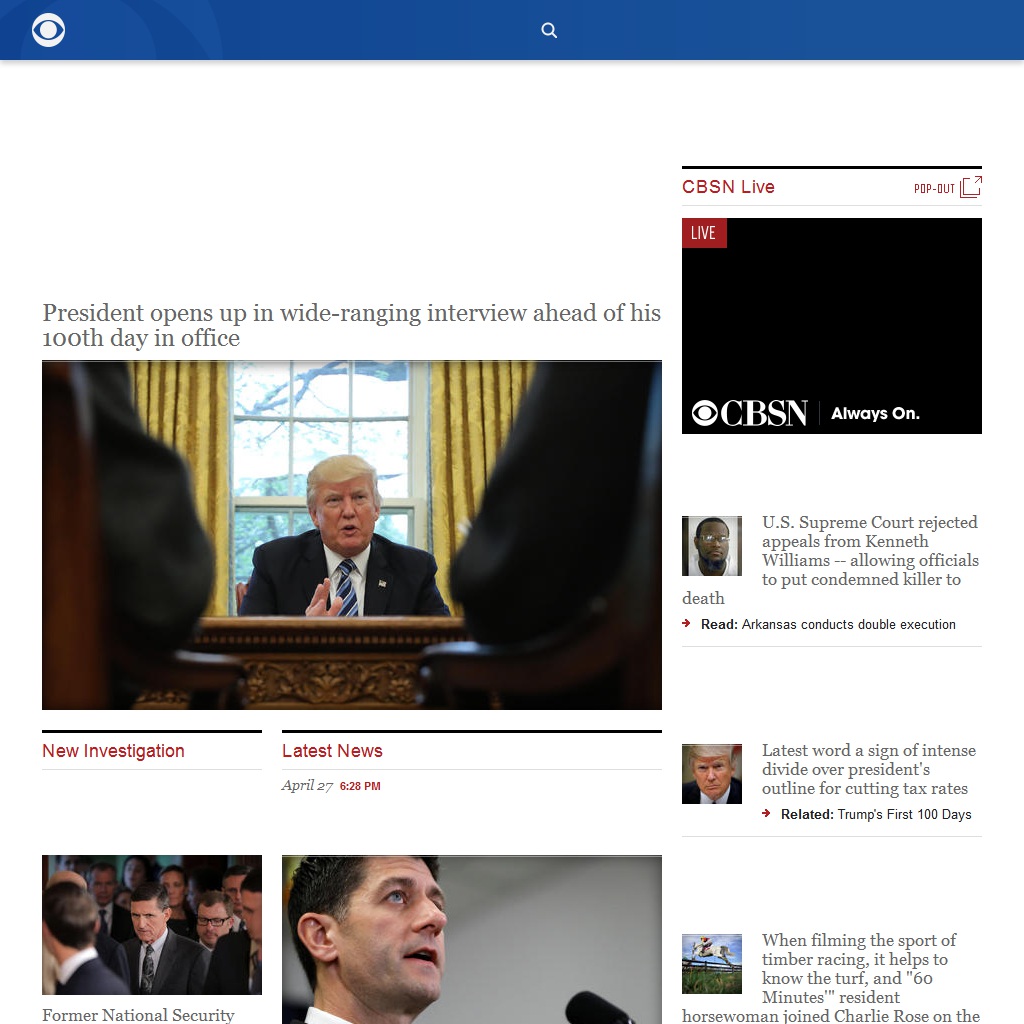 CBSN Live
POP-OUT
LIVE
CBSN Always On.
President opens up in wide-ranging interview ahead of his
100th day in office
New Investigation
Latest News
April 27 6:28 PM
Former National Security
U.S. Supreme Court rejected
appeals from Kenneth
Williams -- allowing officials
to put condemned killer to
death
Read: Arkansas conducts double execution
Latest word a sign of intense
divide over president's
outline for cutting tax rates
Related: Trump's First 100 Days
When filming the sport of
timber racing, it helps to
know the turf, and "60
Minutes'" resident
horsewoman joined Charlie Rose on the